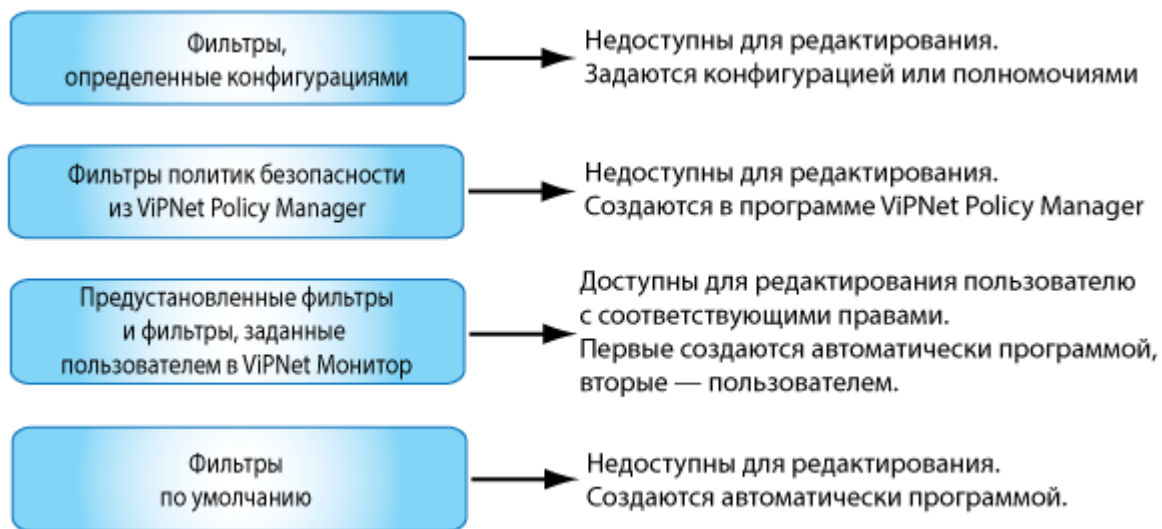 Фильтры,
определенные конфигурациями
Недоступны для редактирования.
Задаются конфигурацией или полномочиями
Фильтры политик безопасности
из ViPNet Policy Manager
Недоступны для редактирования.
Создаются в программе ViPNet Policy Manager
Предустановленные фильтры
и фильтры, заданные
пользователем в ViPNet Монитор
Доступны для редактирования пользователю
с соответствующими правами.
Первые создаются автоматически программой,
вторые — пользователем.
Фильтры
по умолчанию
Недоступны для редактирования.
Создаются автоматически программой.